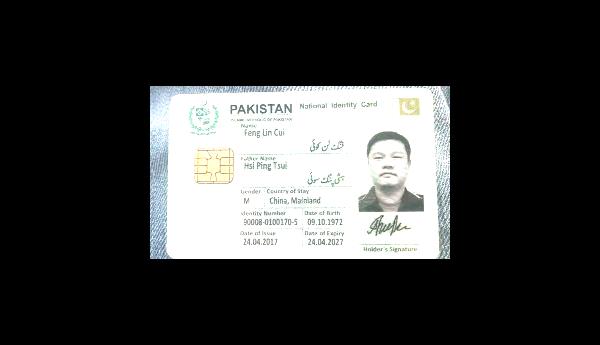 PAKISTAN National Identity Card
ISLAMIC REPUBLIC OF PAKISTAN
Name
Feng Lin Cui
فنگ لن کوئی
Father Name
Hsi Ping Tsui
ہسئی پنگ سوئی
Gender Country of Stay
M China, Mainland
Identity Number Date of Birth
90008-0100170-5 09.10.1972
Date of Issue Date of Expiry
24.04.2017 24.04.2027
Holder's Signature